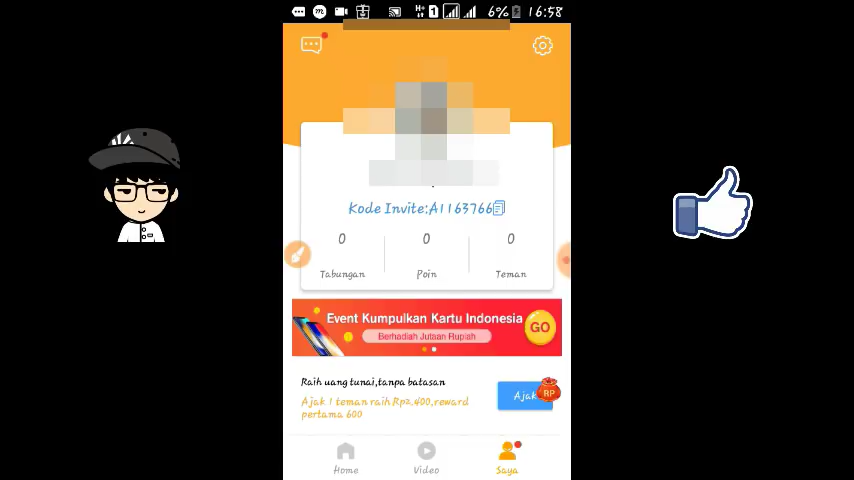 H+ 1 6% 16:58
Kode Invite:A1163766
0 0 0
Tabungan Poin Teman
Event Kumpulkan Kartu Indonesia
Berhadiah Jutaan Rupiah
GO
Raih uang tunai,tanpa batasan
Ajak 1 teman raih Rp2.400,reward
pertama 600
Ajak
RP
Home Video Saya